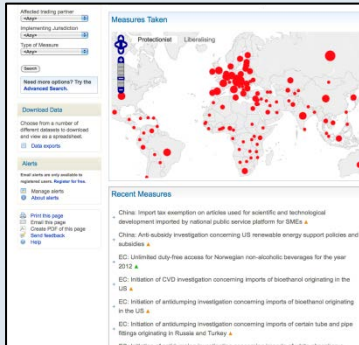 Affected trading partner
<Any>
Implementing Jurisdiction
<Any>
Type of Measure
<Any>
Search
Need more options? Try the
Advanced Search.
Download Data
Choose from a number of
different datasets to download
and view as a spreadsheet.
Data exports
Alerts
Email alerts are only available to
registered users. Register for free.
Manage alerts
About alerts
Print this page
Email this page
Create PDF of this page
Send feedback
Help
Measures Taken
Protectionist Liberalising
Recent Measures
China: Import tax exemption on articles used for scientific and technological
development imported by national public service platform for SMEs
China: Anti-subsidy investigation concerning US renewable energy support policies and
subsidies
EC: Unlimited duty-free access for Norwegian non-alcoholic beverages for the year
2012
EC: Initiation of CVD investigation concerning imports of bioethanol originating in the
US
EC: Initiation of antidumping investigation concerning imports of bioethanol originating
in the US
EC: Initiation of antidumping investigation concerning imports of certain tube and pipe
fittings originating in Russia and Turkey